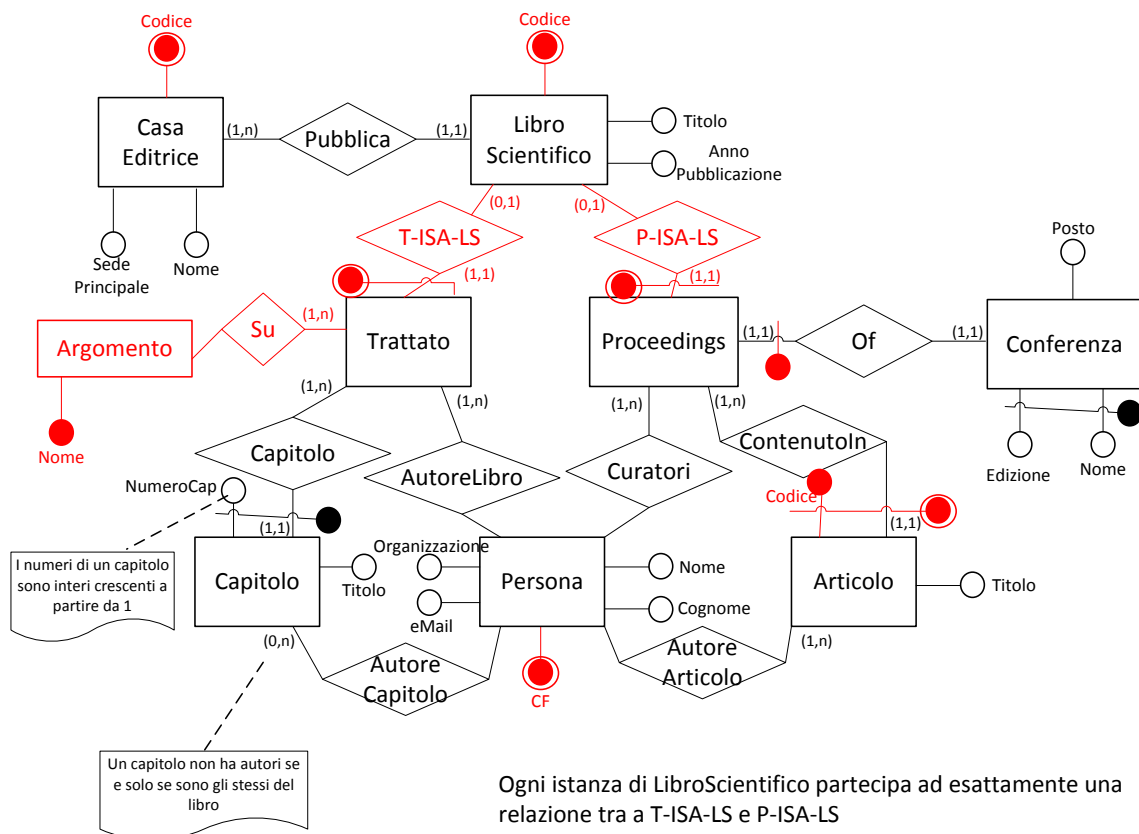 Codice
Codice
Casa
Editrice
(1,n)
Pubblica
(1,1)
Libro
Scientifico
Titolo
Anno
Pubblicazione
Sede
Principale
Nome
(0,1)
(0,1)
T-ISA-LS
P-ISA-LS
(1,1)
(1,1)
Posto
Argomento
Su
(1,n)
Trattato
Proceedings
(1,1)
Of
(1,1)
Conferenza
Nome
(1,n)
(1,n)
(1,n)
(1,n)
Capitolo
AutoreLibro
Curatori
ContenutoIn
Edizione
Nome
NumeroCap
(1,1)
Codice
(1,1)
I numeri di un capitolo
sono interi crescenti a
partire da 1
Capitolo
Titolo
Organizzazione
eMail
Persona
Nome
Cognome
Articolo
Titolo
(0,n)
Autore
Capitolo
CF
Autore
Articolo
(1,n)
Un capitolo non ha autori se
e solo se sono gli stessi del
libro
Ogni istanza di LibroScientifico partecipa ad esattamente una
relazione tra a T-ISA-LS e P-ISA-LS